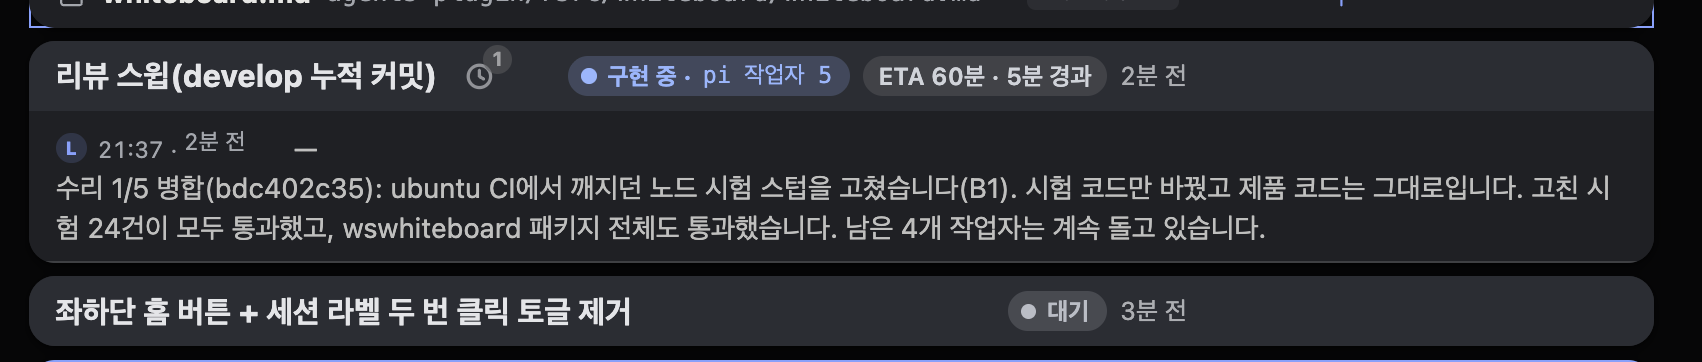 리뷰 스윕(develop 누적 커밋) 1 구현 중 · pi 작업자 5 ETA 60분 · 5분 경과 2분 전
L 21:37 · 2분 전 —
수리 1/5 병합(bdc402c35): ubuntu CI에서 깨지던 노드 시험 스텁을 고쳤습니다(B1). 시험 코드만 바꿨고 제품 코드는 그대로입니다. 고친 시
험 24건이 모두 통과했고, wswhiteboard 패키지 전체도 통과했습니다. 남은 4개 작업자는 계속 돌고 있습니다.
좌하단 홈 버튼 + 세션 라벨 두 번 클릭 토글 제거 대기 3분 전